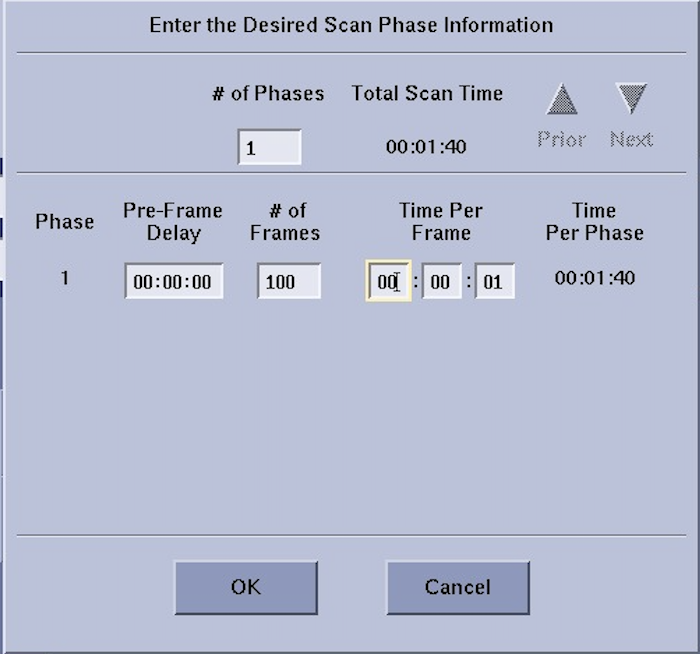 Enter the Desired Scan Phase Information
# of Phases
Total Scan Time
1
00:01:40
Prior
Next
Phase
Pre-Frame
Delay
# of
Frames
Time Per
Frame
Time
Per Phase
1
00:00:00
100
00 : 00 : 01
00:01:40
OK
Cancel